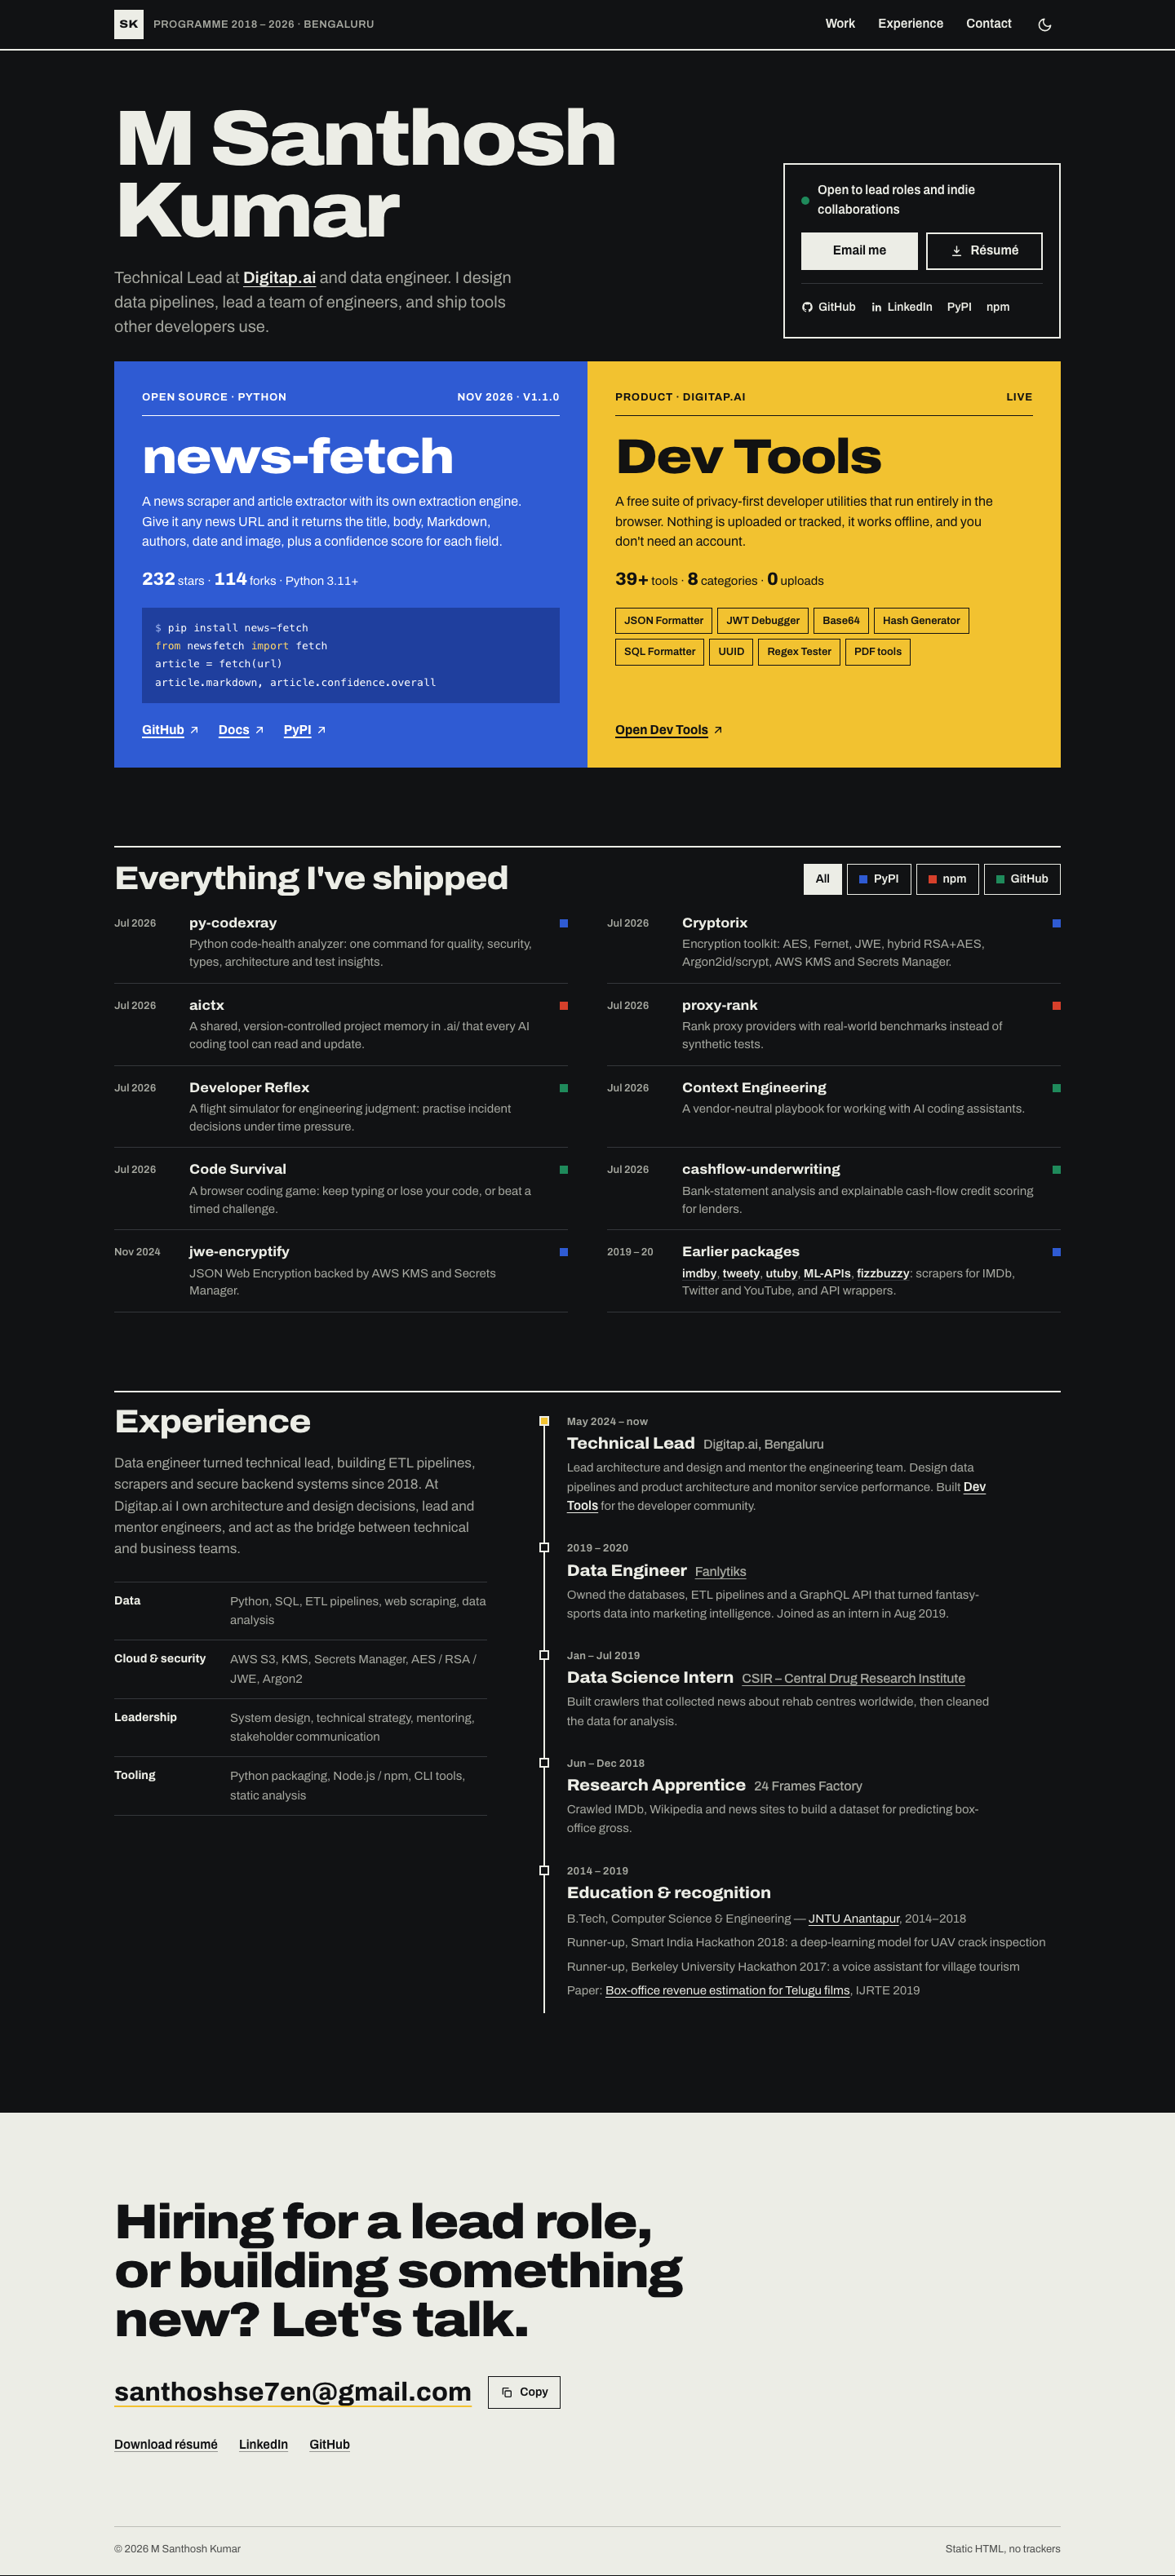 SK PROGRAMME 2018 – 2026 · BENGALURU Work Experience Contact
M Santhosh
Kumar
Technical Lead at Digitap.ai and data engineer. I design
data pipelines, lead a team of engineers, and ship tools
other developers use.
Open to lead roles and indie
collaborations
Email me Résumé
GitHub LinkedIn PyPI npm
OPEN SOURCE · PYTHON NOV 2026 · V1.1.0
news-fetch
A news scraper and article extractor with its own extraction engine.
Give it any news URL and it returns the title, body, Markdown,
authors, date and image, plus a confidence score for each field.
232 stars · 114 forks · Python 3.11+
$ pip install news-fetch
from newsfetch import fetch
article = fetch(url)
article.markdown, article.confidence.overall
GitHub Docs PyPI
PRODUCT · DIGITAP.AI LIVE
Dev Tools
A free suite of privacy-first developer utilities that run entirely in the
browser. Nothing is uploaded or tracked, it works offline, and you
don't need an account.
39+ tools · 8 categories · 0 uploads
JSON Formatter JWT Debugger Base64 Hash Generator
SQL Formatter UUID Regex Tester PDF tools
Open Dev Tools
Everything I've shipped
All PyPI npm GitHub
Jul 2026 py-codexray
Python code-health analyzer: one command for quality, security,
types, architecture and test insights.
Jul 2026 Cryptorix
Encryption toolkit: AES, Fernet, JWE, hybrid RSA+AES,
Argon2id/scrypt, AWS KMS and Secrets Manager.
Jul 2026 aictx
A shared, version-controlled project memory in .ai/ that every AI
coding tool can read and update.
Jul 2026 proxy-rank
Rank proxy providers with real-world benchmarks instead of
synthetic tests.
Jul 2026 Developer Reflex
A flight simulator for engineering judgment: practise incident
decisions under time pressure.
Jul 2026 Context Engineering
A vendor-neutral playbook for working with AI coding assistants.
Jul 2026 Code Survival
A browser coding game: keep typing or lose your code, or beat a
timed challenge.
Jul 2026 cashflow-underwriting
Bank-statement analysis and explainable cash-flow credit scoring
for lenders.
Nov 2024 jwe-encryptify
JSON Web Encryption backed by AWS KMS and Secrets
Manager.
2019 – 20 Earlier packages
imdby, tweety, utuby, ML-APIs, fizzbuzzy: scrapers for IMDb,
Twitter and YouTube, and API wrappers.
Experience
Data engineer turned technical lead, building ETL pipelines,
scrapers and secure backend systems since 2018. At
Digitap.ai I own architecture and design decisions, lead and
mentor engineers, and act as the bridge between technical
and business teams.
Data Python, SQL, ETL pipelines, web scraping, data
analysis
Cloud & security AWS S3, KMS, Secrets Manager, AES / RSA /
JWE, Argon2
Leadership System design, technical strategy, mentoring,
stakeholder communication
Tooling Python packaging, Node.js / npm, CLI tools,
static analysis
May 2024 – now
Technical Lead Digitap.ai, Bengaluru
Lead architecture and design and mentor the engineering team. Design data
pipelines and product architecture and monitor service performance. Built Dev
Tools for the developer community.
2019 – 2020
Data Engineer Fanlytiks
Owned the databases, ETL pipelines and a GraphQL API that turned fantasy-
sports data into marketing intelligence. Joined as an intern in Aug 2019.
Jan – Jul 2019
Data Science Intern CSIR – Central Drug Research Institute
Built crawlers that collected news about rehab centres worldwide, then cleaned
the data for analysis.
Jun – Dec 2018
Research Apprentice 24 Frames Factory
Crawled IMDb, Wikipedia and news sites to build a dataset for predicting box-
office gross.
2014 – 2019
Education & recognition
B.Tech, Computer Science & Engineering — JNTU Anantapur, 2014–2018
Runner-up, Smart India Hackathon 2018: a deep-learning model for UAV crack inspection
Runner-up, Berkeley University Hackathon 2017: a voice assistant for village tourism
Paper: Box-office revenue estimation for Telugu films, IJRTE 2019
Hiring for a lead role,
or building something
new? Let's talk.
santhoshse7en@gmail.com Copy
Download résumé LinkedIn GitHub
© 2026 M Santhosh Kumar Static HTML, no trackers